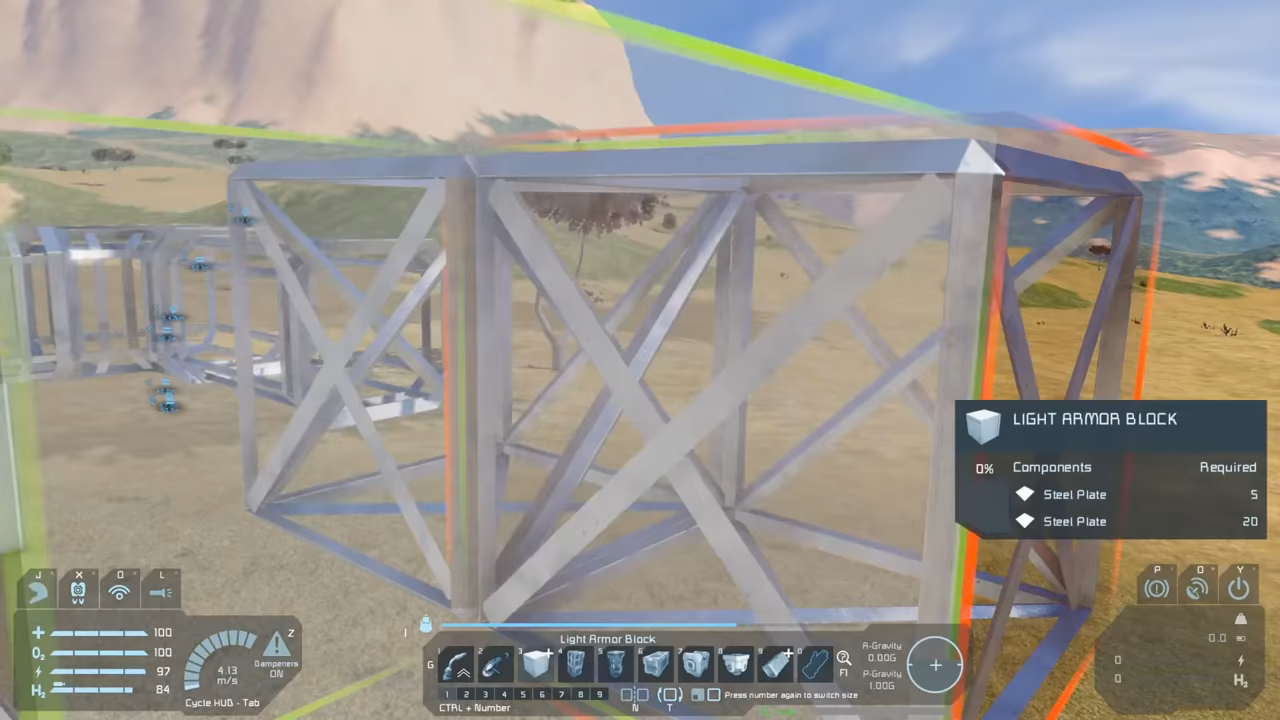 LIGHT ARMOR BLOCK
0%
Components Required
Steel Plate 5
Steel Plate 20
J X O L
P O Y
100
O₂ 100
97
H₂ 84
4.13
m/s
Z
Dampeners
ON
Cycle HUD - Tab
I
Light Armor Block
G 1 2 3 4 5 6 7 8 9 0
F1
1 2 3 4 5 6 7 8 9
N T Press number again to switch size
CTRL + Number
A-Gravity
0.00G
P-Gravity
1.00G
0.0
0
0
H₂